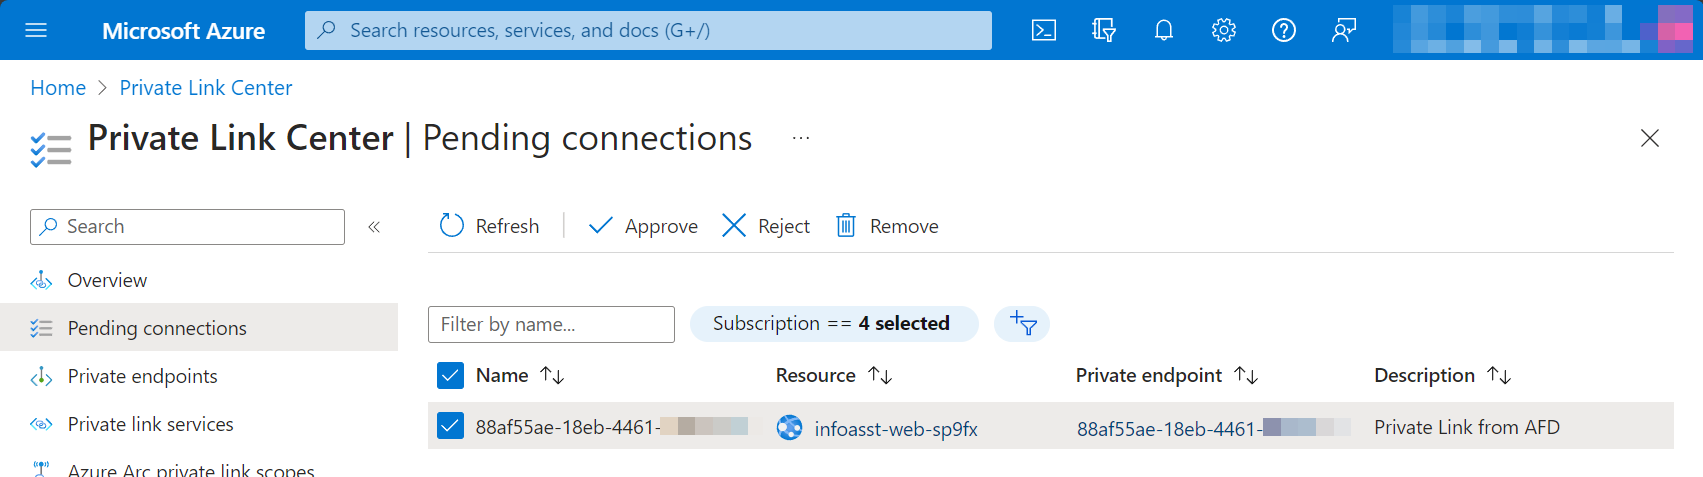 Microsoft Azure
Search resources, services, and docs (G+/)
Home > Private Link Center
Private Link Center | Pending connections ...
Search «
Refresh | Approve Reject Remove
Overview
Pending connections
Private endpoints
Private link services
Azure Arc private link scopes
Filter by name... Subscription == 4 selected
Name Resource Private endpoint Description
88af55ae-18eb-4461- infoasst-web-sp9fx 88af55ae-18eb-4461- Private Link from AFD